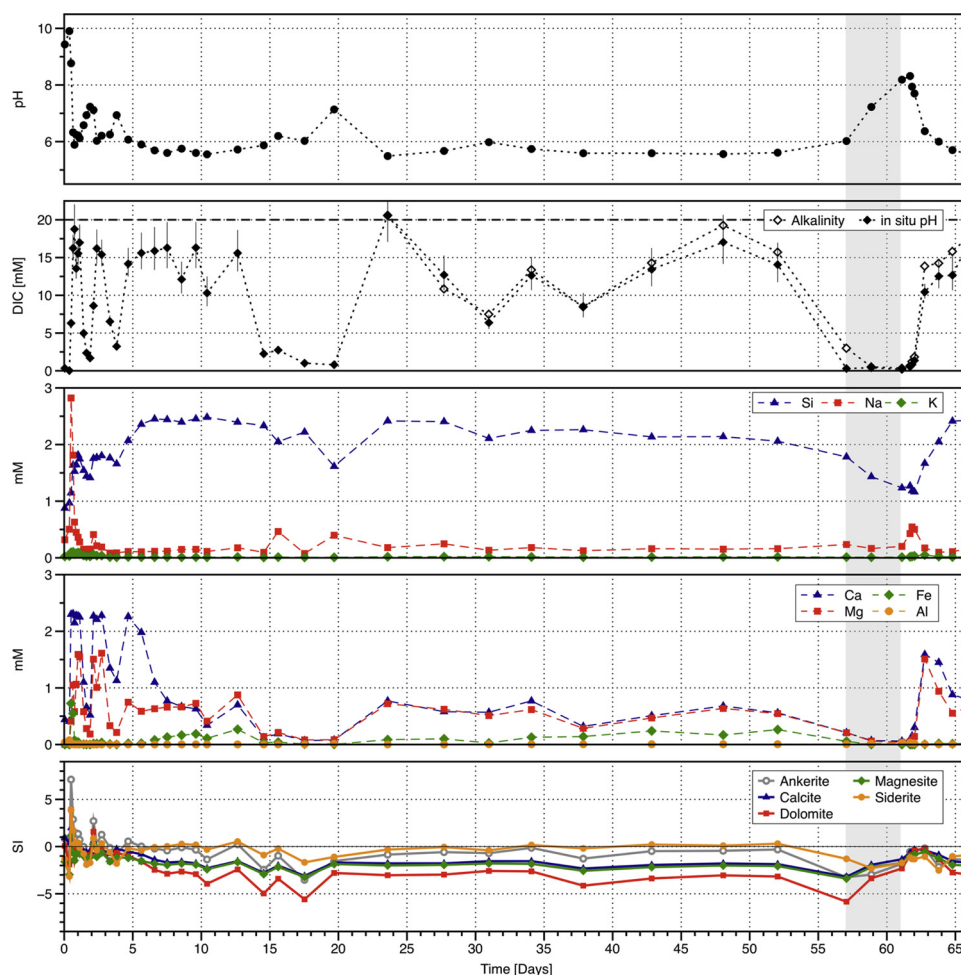 10
8
6
pH
20
15
10
5
0
DIC [mM]
Alkalinity in situ pH
3
2
1
0
mM
Si Na K
3
2
1
0
mM
Ca Fe
Mg Al
5
0
−5
SI
Ankerite Magnesite
Calcite Siderite
Dolomite
0 5 10 15 20 25 30 35 40 45 50 55 60 65
Time [Days]